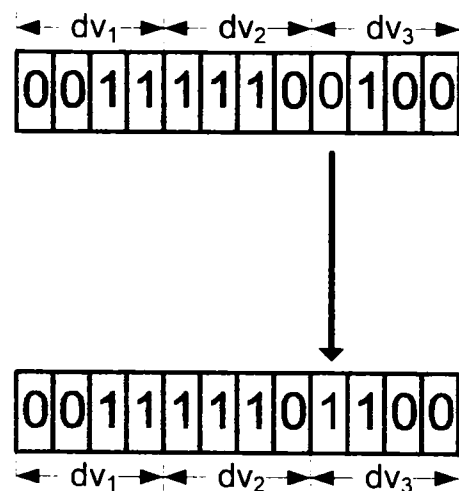 dv₁ dv₂ dv₃
0 0 1 1 1 1 1 0 0 1 0 0
0 0 1 1 1 1 1 0 1 1 0 0
dv₁ dv₂ dv₃